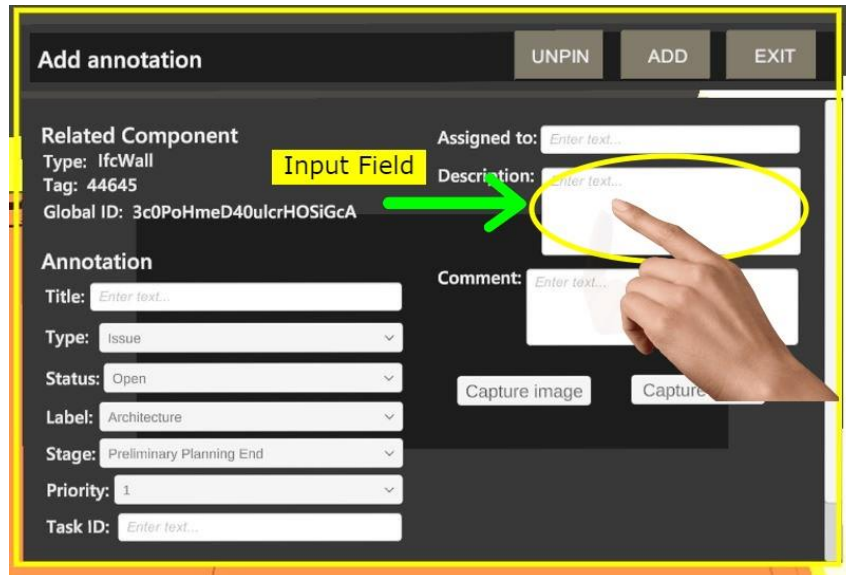 Add annotation
UNPIN
ADD
EXIT
Related Component
Type: IfcWall
Tag: 44645
Global ID: 3c0PoHmeD40ulcrHOSiGcA
Input Field
Annotation
Title: Enter text...
Type: Issue
Status: Open
Label: Architecture
Stage: Preliminary Planning End
Priority: 1
Task ID: Enter text...
Assigned to: Enter text...
Description: Enter text...
Comment: Enter text...
Capture image
Capture